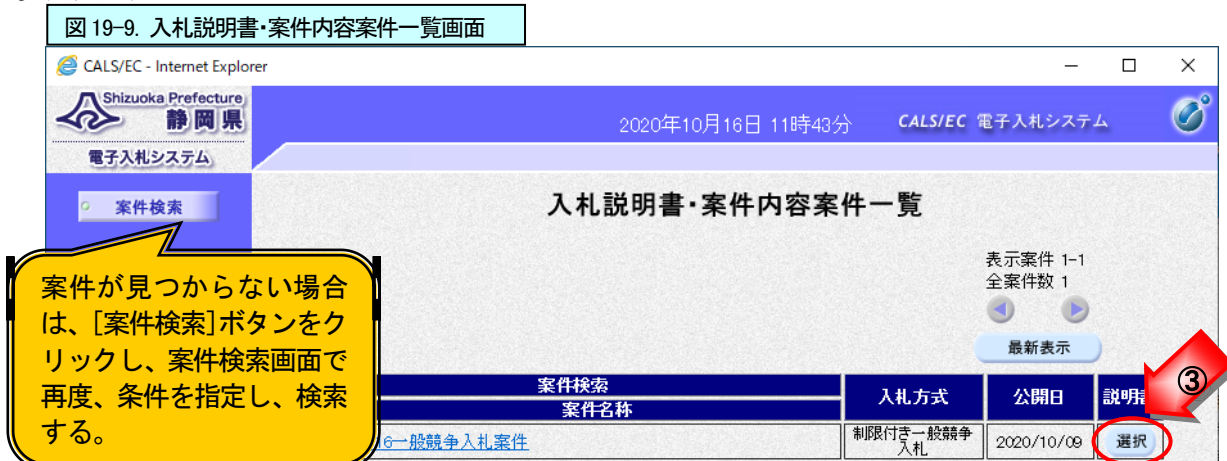 図 19-9. 入札説明書・案件内容案件一覧画面
CALS/EC - Internet Explorer
Shizuoka Prefecture
静岡県
電子入札システム
2020年10月16日 11時43分
CALS/EC 電子入札システム
案件検索
入札説明書・案件内容案件一覧
案件が見つからない場合
は、[案件検索]ボタンをク
リックし、案件検索画面で
再度、条件を指定し、検索
する。
表示案件 1-1
全案件数 1
最新表示
③
案件検索
案件名称
入札方式
公開日
説明書
6一般競争入札案件
制限付き一般競争
入札
2020/10/09
選択